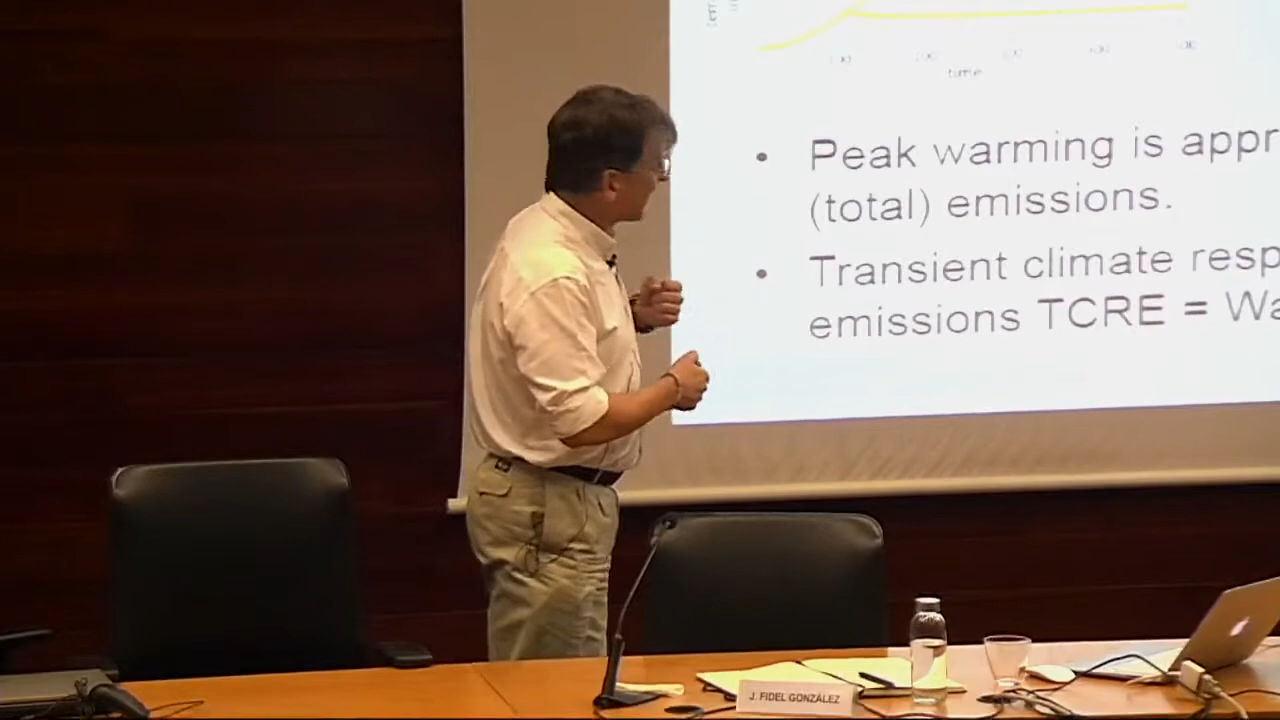 time
Peak warming is appr
(total) emissions.
Transient climate resp
emissions TCRE = Wa
J. FIDEL GONZÁLEZ